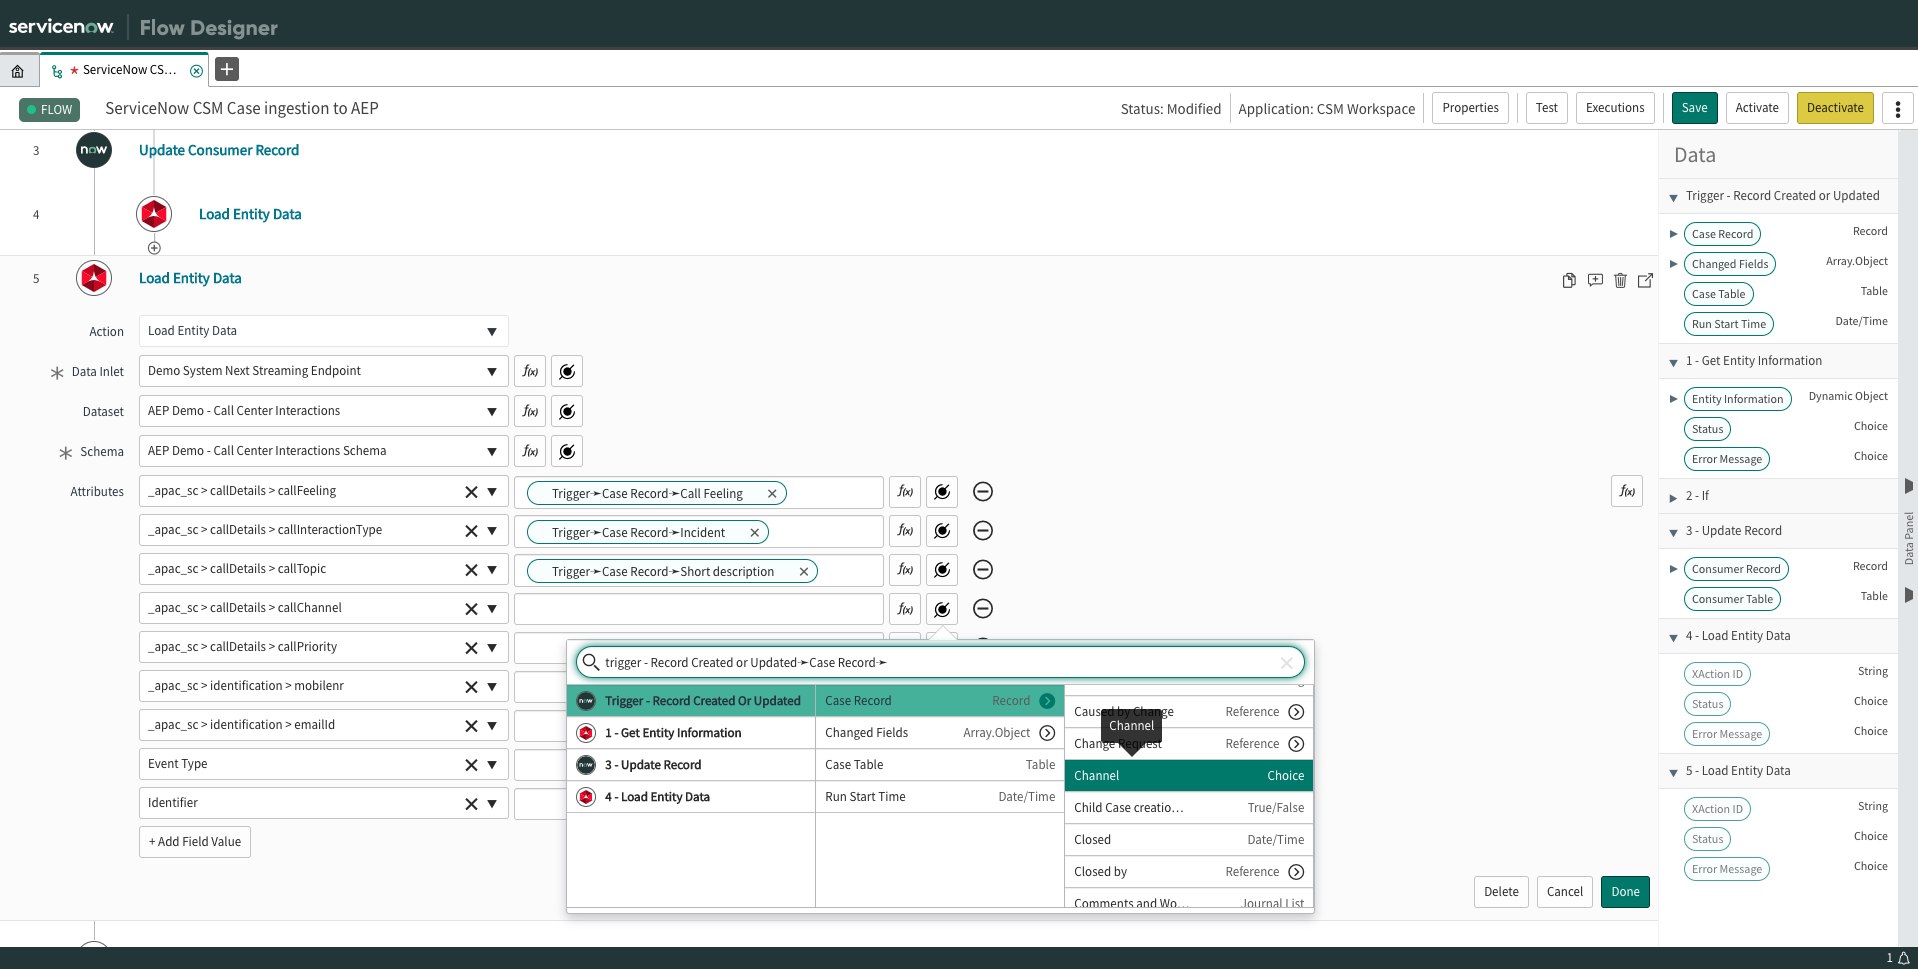 servicenow Flow Designer
ServiceNow CS...
FLOW ServiceNow CSM Case ingestion to AEP Status: Modified Application: CSM Workspace Properties Test Executions Save Activate Deactivate
3 now Update Consumer Record
4 Load Entity Data
5 Load Entity Data
Action Load Entity Data
Data Inlet Demo System Next Streaming Endpoint f(x)
Dataset AEP Demo - Call Center Interactions f(x)
Schema AEP Demo - Call Center Interactions Schema f(x)
Attributes _apac_sc > callDetails > callFeeling Trigger➛Case Record➛Call Feeling f(x) f(x)
_apac_sc > callDetails > callInteractionType Trigger➛Case Record➛Incident f(x)
_apac_sc > callDetails > callTopic Trigger➛Case Record➛Short description f(x)
_apac_sc > callDetails > callChannel f(x)
_apac_sc > callDetails > callPriority
_apac_sc > identification > mobilenr
_apac_sc > identification > emailId
Event Type
Identifier
+ Add Field Value
trigger - Record Created or Updated➛Case Record➛
now Trigger - Record Created Or Updated
1 - Get Entity Information
now 3 - Update Record
4 - Load Entity Data
Case Record Record
Changed Fields Array.Object
Case Table Table
Run Start Time Date/Time
Caused by Change Reference
Channel
Change Request Reference
Channel Choice
Child Case creatio... True/False
Closed Date/Time
Closed by Reference
Comments and Wo... Journal List
Delete Cancel Done
Data
Trigger - Record Created or Updated
Case Record Record
Changed Fields Array.Object
Case Table Table
Run Start Time Date/Time
1 - Get Entity Information
Entity Information Dynamic Object
Status Choice
Error Message Choice
2 - If
3 - Update Record
Consumer Record Record
Consumer Table Table
4 - Load Entity Data
XAction ID String
Status Choice
Error Message Choice
5 - Load Entity Data
XAction ID String
Status Choice
Error Message Choice
Data Panel
1